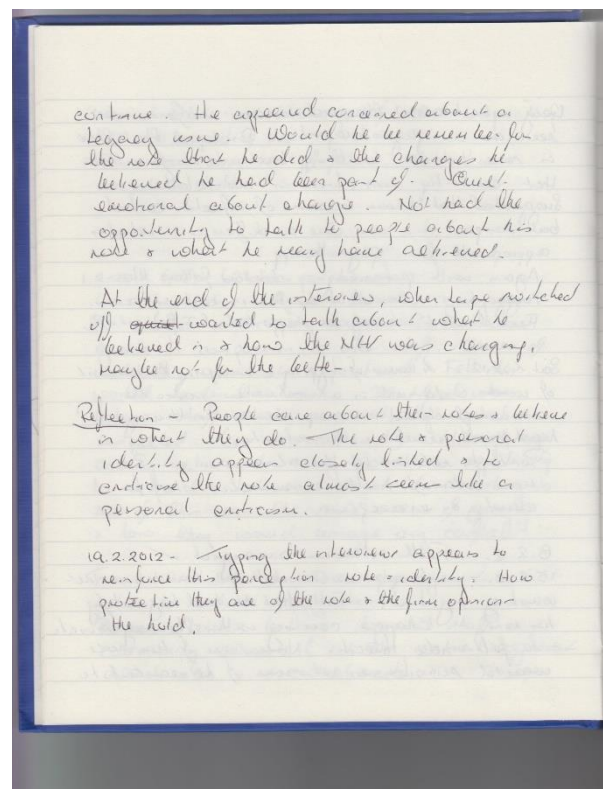 continue. He appeared concerned about a
legacy issue. Would he be remember for
the role that he did & the changes he
believed he had been part of. Quiet
emotional about change. Not had the
opportunity to talk to people about his
role & what he may have achieved.
At the end of the interview, when tape switched
off quiet wanted to talk about what he
believed in & how the NHS was changing,
maybe not for the better
Reflection - People care about their roles & believe
in what they do. The role & personal
identity appear closely linked & to
criticise the role almost seem like a
personal criticism.
19.2.2012 - Typing the interviews appears to
reinforce this perception role = identity. How
protective they are of the role & the firm opinion
the hold.